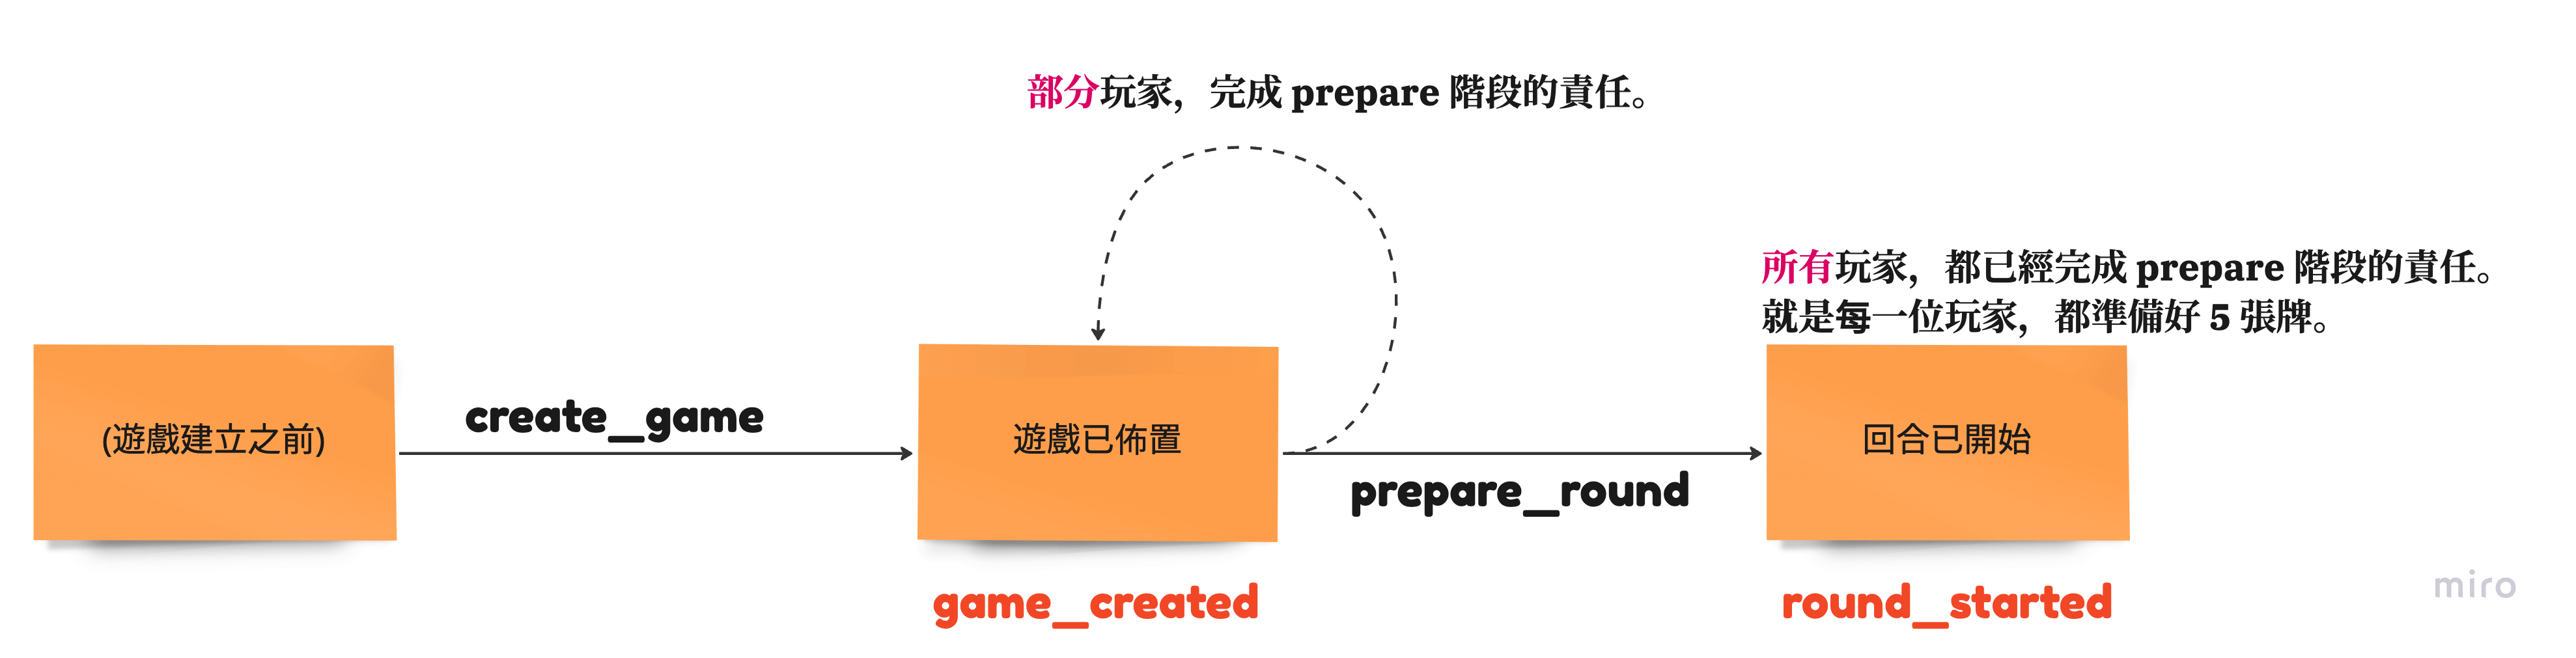 部分玩家，完成 prepare 階段的責任。
所有玩家，都已經完成 prepare 階段的責任。
就是每一位玩家，都準備好 5 張牌。
(遊戲建立之前)
create_game
遊戲已佈置
prepare_round
回合已開始
game_created
round_started
miro